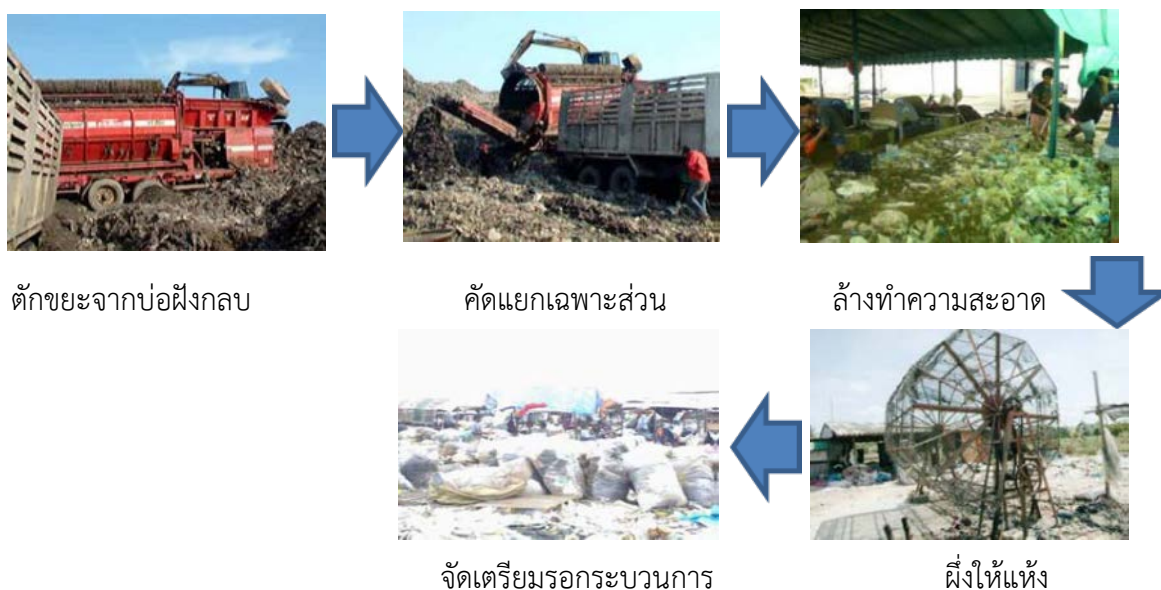 ตักขยะจากบ่อฝังกลบ
คัดแยกเฉพาะส่วน
ล้างทำความสะอาด
ผึ่งให้แห้ง
จัดเตรียมรอกระบวนการ